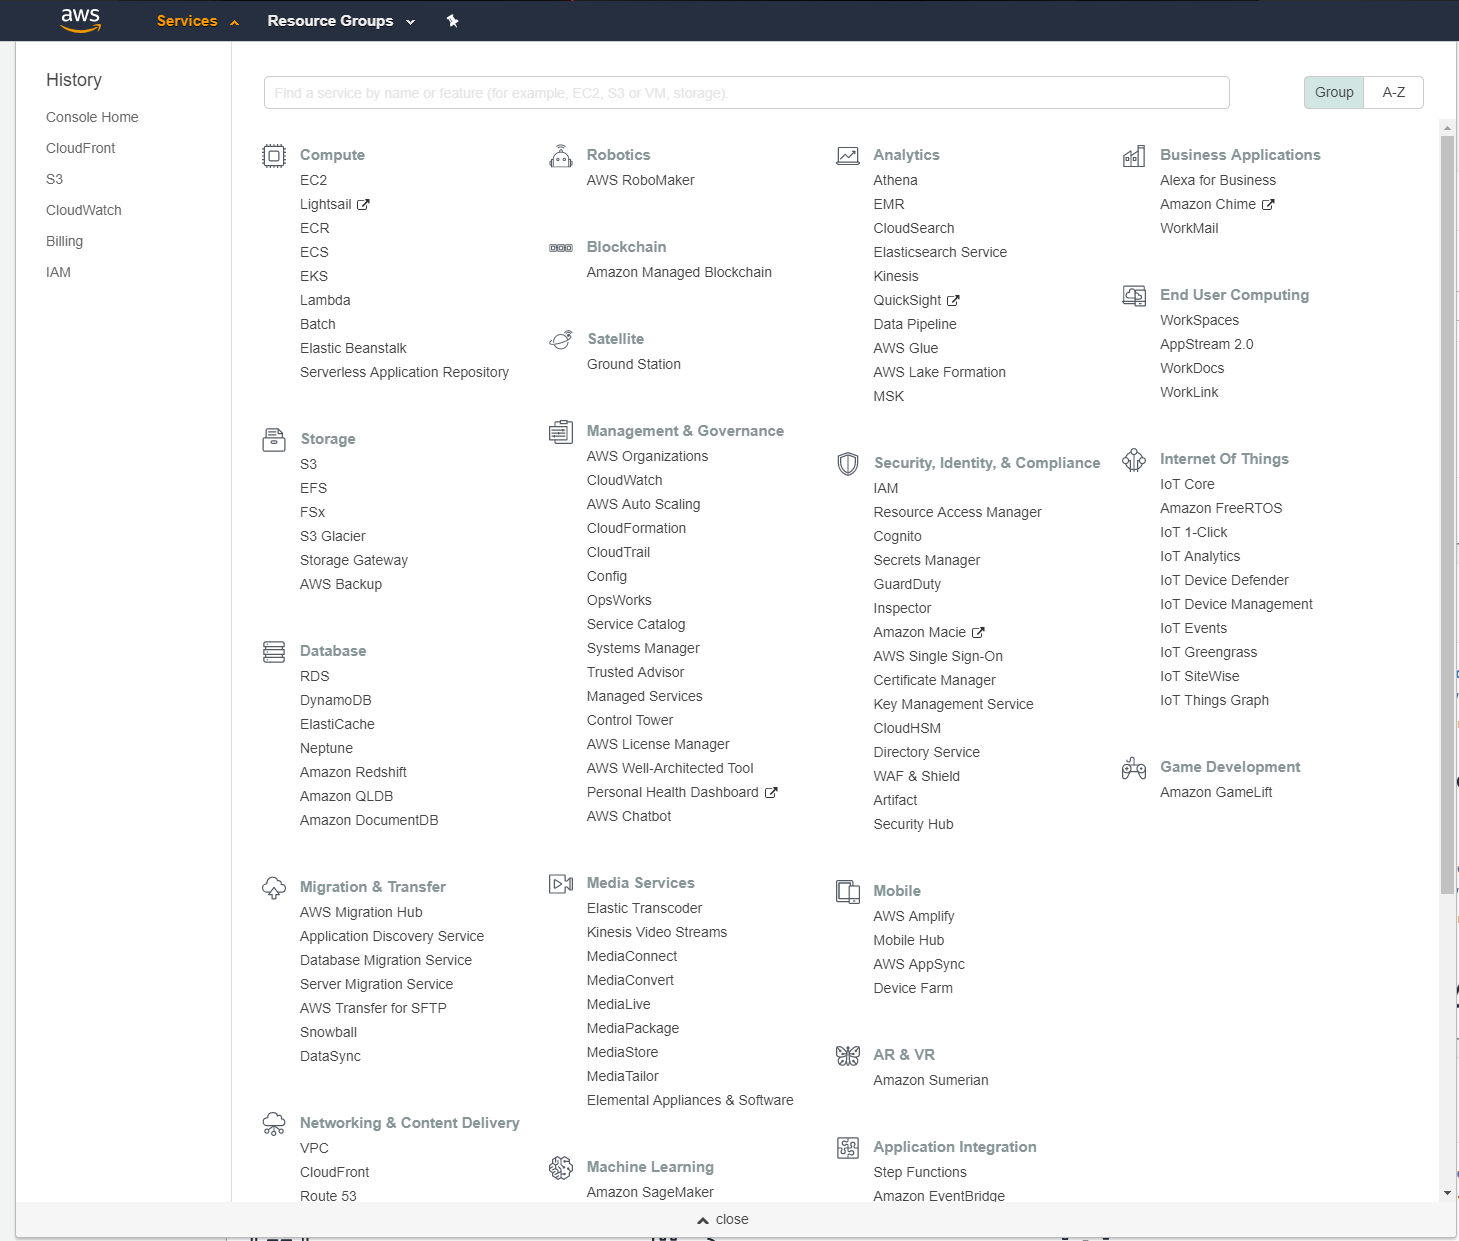 aws
Services
Resource Groups
History
Console Home
CloudFront
S3
CloudWatch
Billing
IAM
Find a service by name or feature (for example, EC2, S3 or VM, storage).
Group
A-Z
Compute
EC2
Lightsail
ECR
ECS
EKS
Lambda
Batch
Elastic Beanstalk
Serverless Application Repository
Storage
S3
EFS
FSx
S3 Glacier
Storage Gateway
AWS Backup
Database
RDS
DynamoDB
ElastiCache
Neptune
Amazon Redshift
Amazon QLDB
Amazon DocumentDB
Migration & Transfer
AWS Migration Hub
Application Discovery Service
Database Migration Service
Server Migration Service
AWS Transfer for SFTP
Snowball
DataSync
Networking & Content Delivery
VPC
CloudFront
Route 53
Robotics
AWS RoboMaker
Blockchain
Amazon Managed Blockchain
Satellite
Ground Station
Management & Governance
AWS Organizations
CloudWatch
AWS Auto Scaling
CloudFormation
CloudTrail
Config
OpsWorks
Service Catalog
Systems Manager
Trusted Advisor
Managed Services
Control Tower
AWS License Manager
AWS Well-Architected Tool
Personal Health Dashboard
AWS Chatbot
Media Services
Elastic Transcoder
Kinesis Video Streams
MediaConnect
MediaConvert
MediaLive
MediaPackage
MediaStore
MediaTailor
Elemental Appliances & Software
Machine Learning
Amazon SageMaker
Analytics
Athena
EMR
CloudSearch
Elasticsearch Service
Kinesis
QuickSight
Data Pipeline
AWS Glue
AWS Lake Formation
MSK
Security, Identity, & Compliance
IAM
Resource Access Manager
Cognito
Secrets Manager
GuardDuty
Inspector
Amazon Macie
AWS Single Sign-On
Certificate Manager
Key Management Service
CloudHSM
Directory Service
WAF & Shield
Artifact
Security Hub
Mobile
AWS Amplify
Mobile Hub
AWS AppSync
Device Farm
AR & VR
Amazon Sumerian
Application Integration
Step Functions
Amazon EventBridge
Business Applications
Alexa for Business
Amazon Chime
WorkMail
End User Computing
WorkSpaces
AppStream 2.0
WorkDocs
WorkLink
Internet Of Things
IoT Core
Amazon FreeRTOS
IoT 1-Click
IoT Analytics
IoT Device Defender
IoT Device Management
IoT Events
IoT Greengrass
IoT SiteWise
IoT Things Graph
Game Development
Amazon GameLift
close